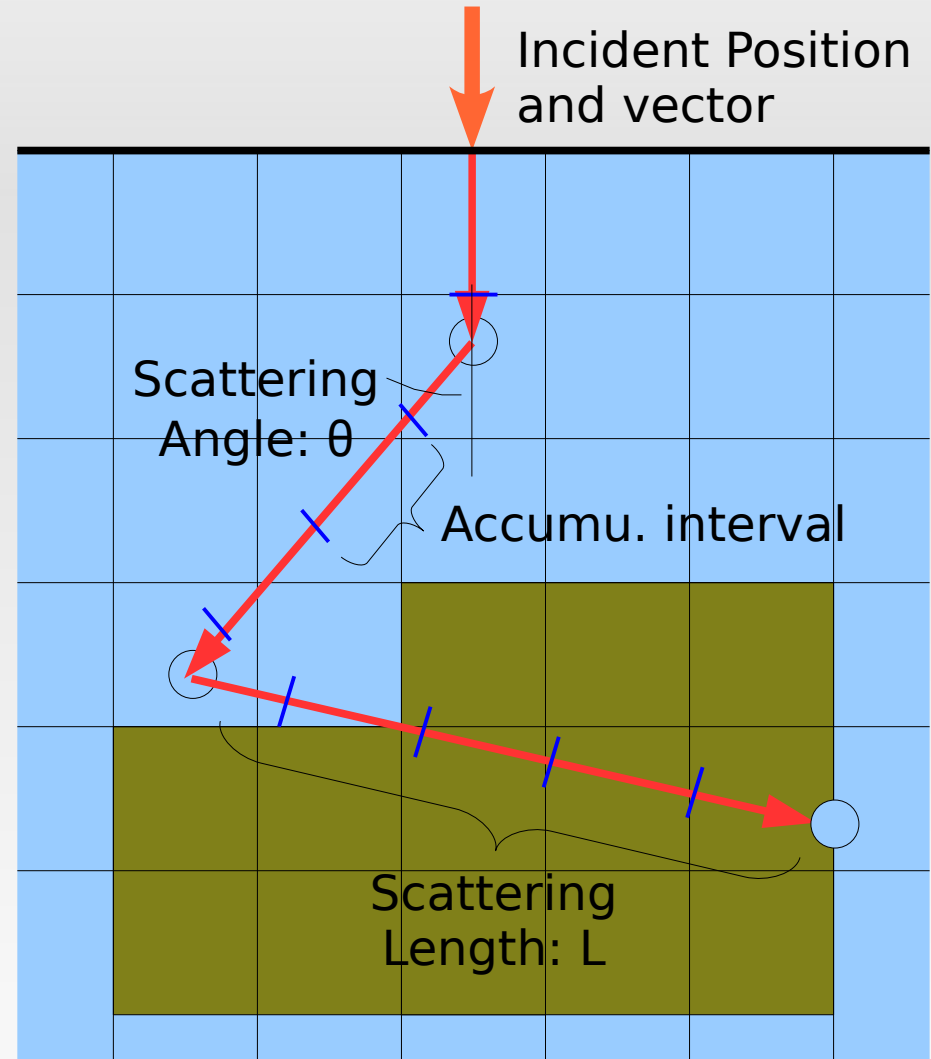 Incident Position
and vector
Scattering
Angle: θ
Accumu. interval
Scattering
Length: L